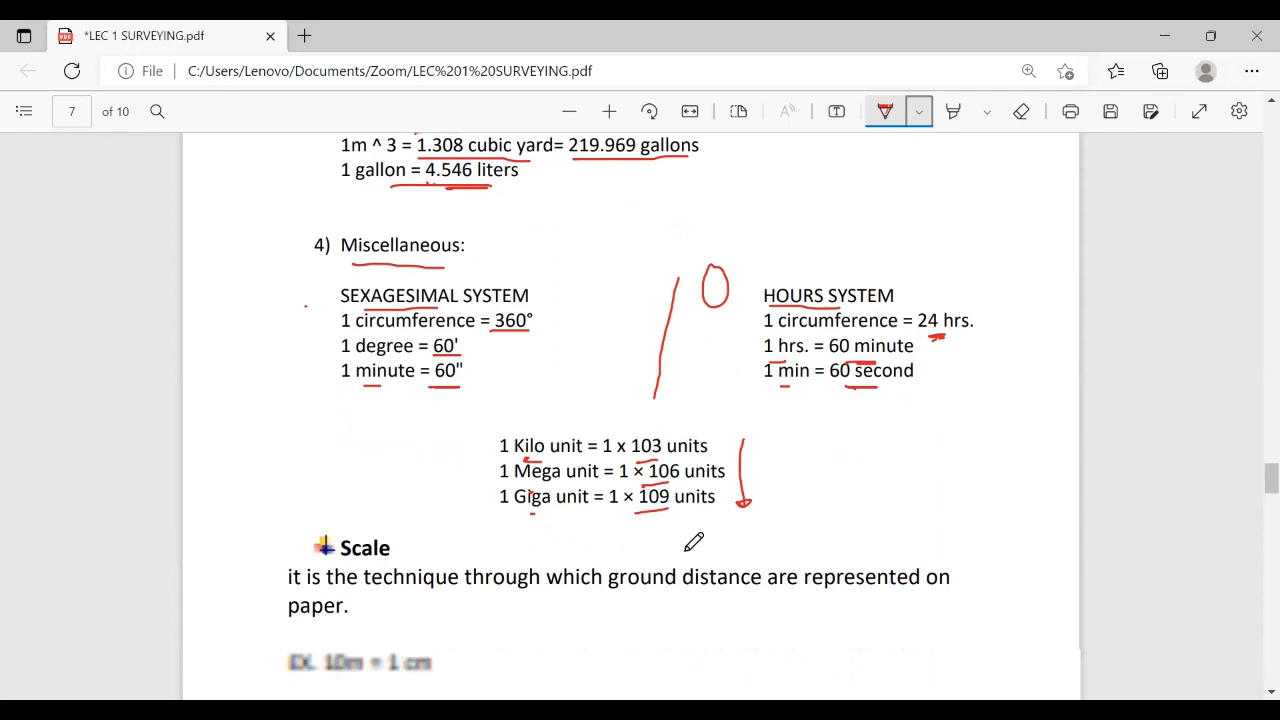 *LEC 1 SURVEYING.pdf
File C:/Users/Lenovo/Documents/Zoom/LEC%201%20SURVEYING.pdf
7 of 10
1m ^ 3 = 1.308 cubic yard= 219.969 gallons
1 gallon = 4.546 liters
4) Miscellaneous:
SEXAGESIMAL SYSTEM
1 circumference = 360°
1 degree = 60'
1 minute = 60"
HOURS SYSTEM
1 circumference = 24 hrs.
1 hrs. = 60 minute
1 min = 60 second
1 Kilo unit = 1 x 103 units
1 Mega unit = 1 × 106 units
1 Giga unit = 1 × 109 units
Scale
it is the technique through which ground distance are represented on
paper.
EX. 10m = 1 cm